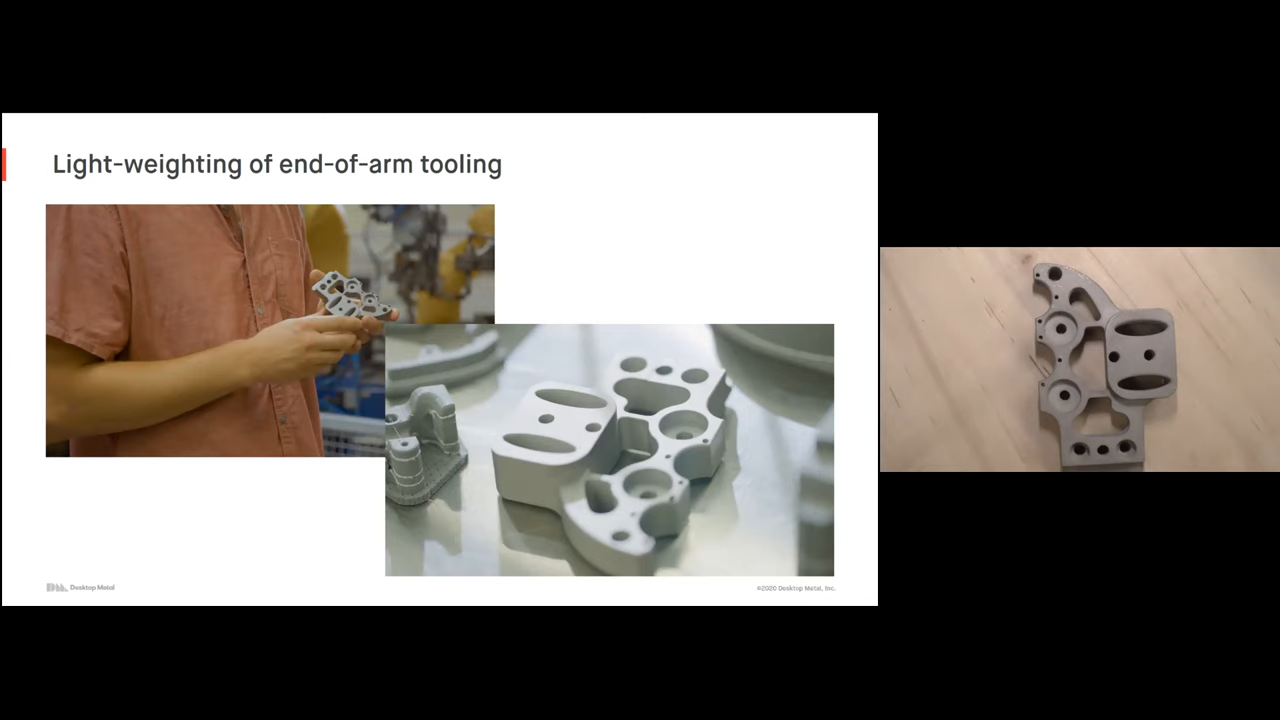 Light-weighting of end-of-arm tooling
Desktop Metal
©2020 Desktop Metal, Inc.